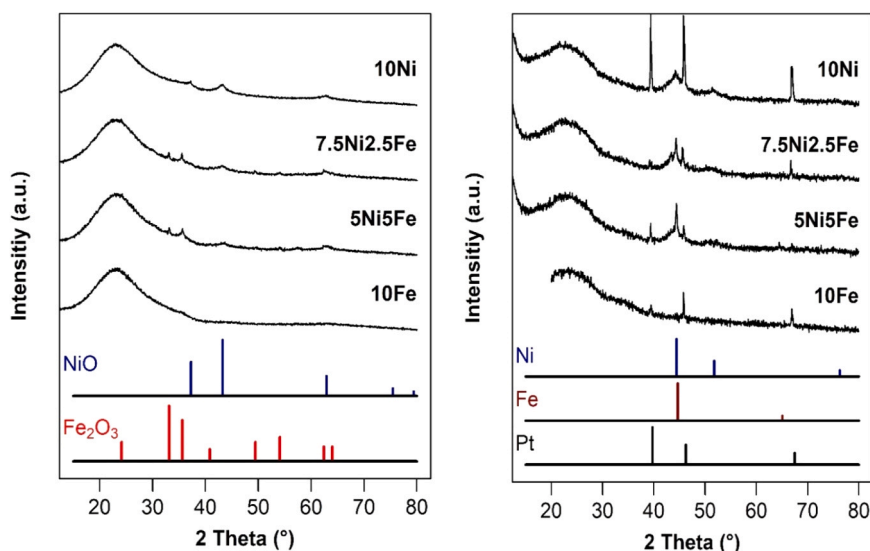 10Ni
7.5Ni2.5Fe
5Ni5Fe
10Fe
NiO
Fe₂O₃
20 30 40 50 60 70 80
2 Theta (°)
Intensitiy (a.u.)
10Ni
7.5Ni2.5Fe
5Ni5Fe
10Fe
Ni
Fe
Pt
20 30 40 50 60 70 80
2 Theta (°)
Intensitiy (a.u.)